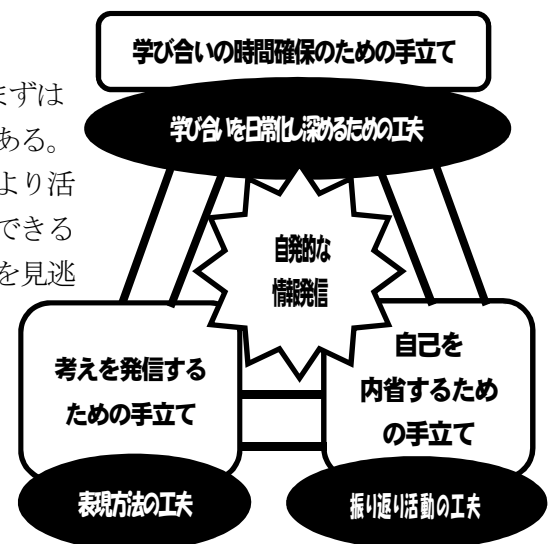 学び合いの時間確保のための手立て
学び合いを日常化し深めるための工夫
まずは
ある。
より活
できる
を見逃
自発的な
情報発信
考えを発信する
ための手立て
表現方法の工夫
自己を
内省するため
の手立て
振り返り活動の工夫